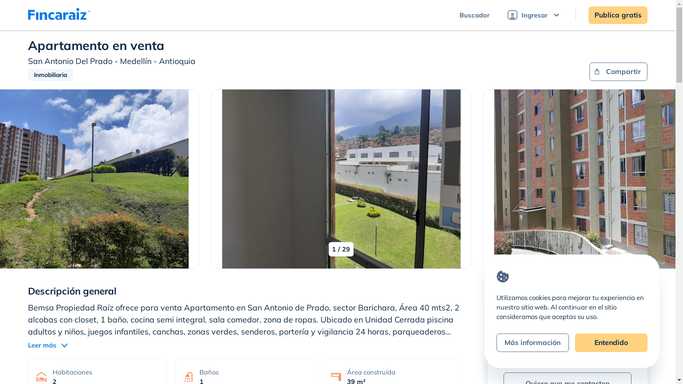 Fincaraiz
Buscador
Ingresar
Publica gratis
Apartamento en venta
San Antonio Del Prado - Medellín - Antioquia
Inmobiliaria
Compartir
1 / 29
Descripción general
Bemsa Propiedad Raíz ofrece para venta Apartamento en San Antonio de Prado, sector Barichara, Área 40 mts2, 2
alcobas con closet, 1 baño, cocina semi integral, sala comedor, zona de ropas. Ubicado en Unidad Cerrada piscina
adultos y niños, juegos infantiles, canchas, zonas verdes, senderos, portería y vigilancia 24 horas, parqueaderos...
Leer más
Habitaciones
2
Baños
1
Área construida
39 m²
Utilizamos cookies para mejorar tu experiencia en
nuestro sitio web. Al continuar en el sitio
consideramos que aceptas su uso.
Más información
Entendido
Quiero que me contacten